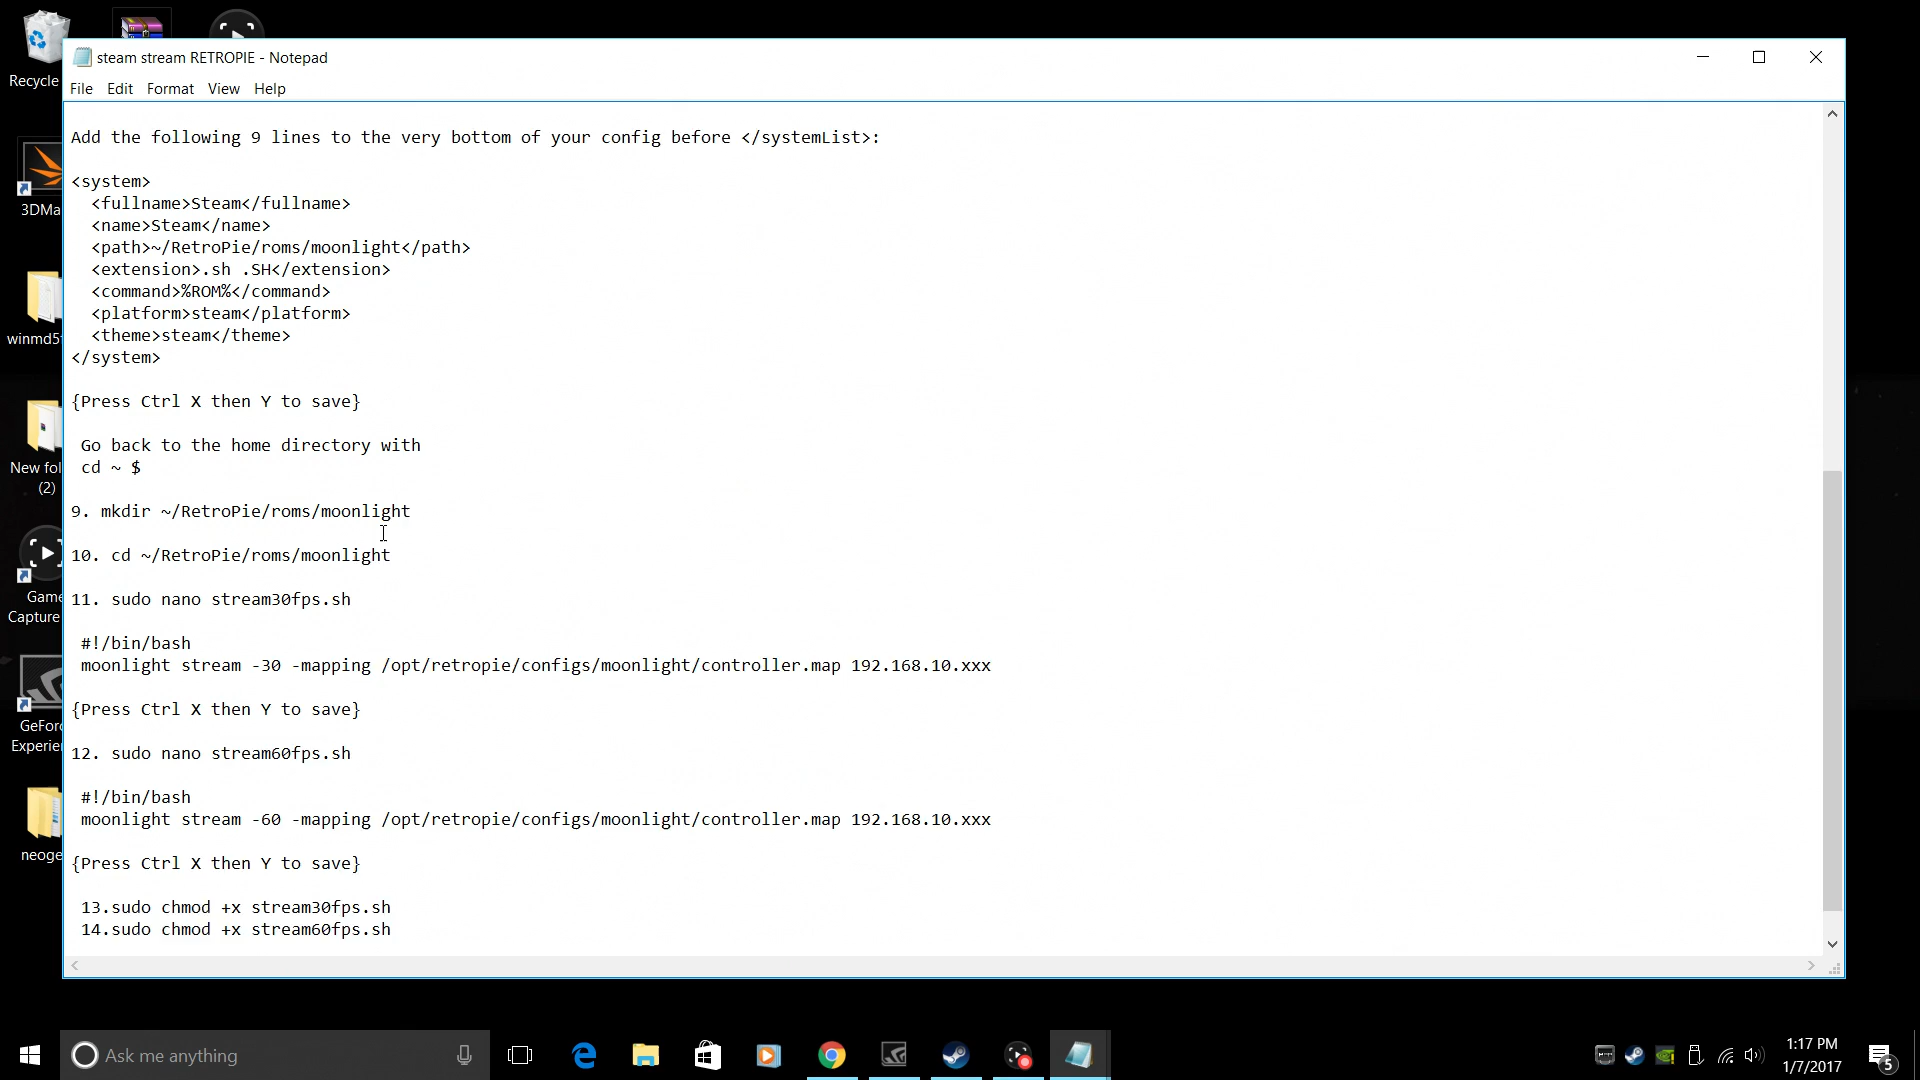 Recycle
steam stream RETROPIE - Notepad
File Edit Format View Help
Add the following 9 lines to the very bottom of your config before </systemList>:
<system>
<fullname>Steam</fullname>
<name>Steam</name>
<path>~/RetroPie/roms/moonlight</path>
<extension>.sh .SH</extension>
<command>%ROM%</command>
<platform>steam</platform>
<theme>steam</theme>
</system>
{Press Ctrl X then Y to save}
Go back to the home directory with
cd ~ $
9. mkdir ~/RetroPie/roms/moonlight
10. cd ~/RetroPie/roms/moonlight
11. sudo nano stream30fps.sh
#!/bin/bash
moonlight stream -30 -mapping /opt/retropie/configs/moonlight/controller.map 192.168.10.xxx
{Press Ctrl X then Y to save}
12. sudo nano stream60fps.sh
#!/bin/bash
moonlight stream -60 -mapping /opt/retropie/configs/moonlight/controller.map 192.168.10.xxx
{Press Ctrl X then Y to save}
13.sudo chmod +x stream30fps.sh
14.sudo chmod +x stream60fps.sh
3DMa
winmd5
New fol
(2)
Game
Capture
GeForc
Experie
neoge
Ask me anything
1:17 PM
1/7/2017
5